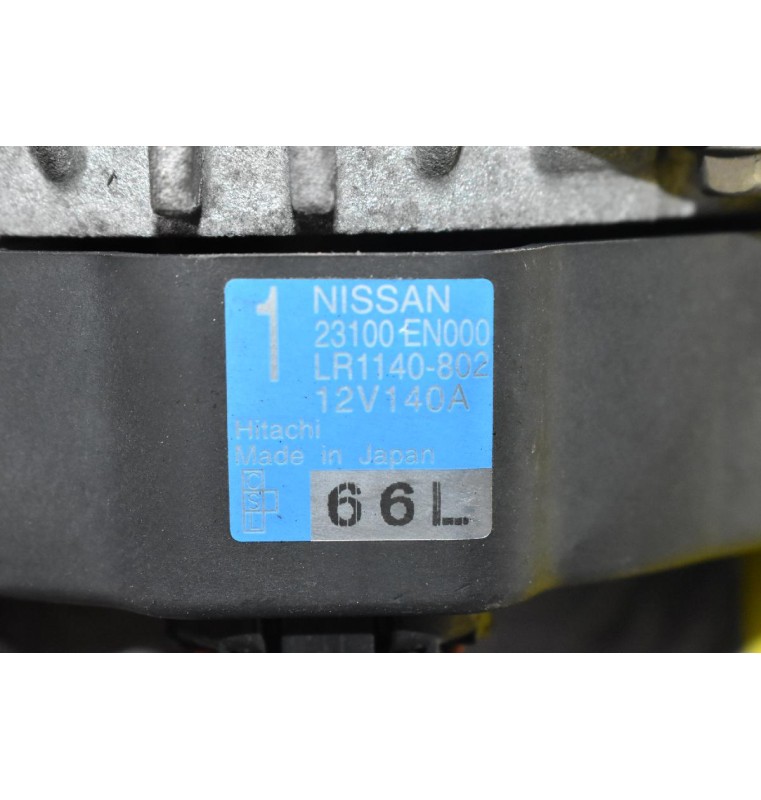 1
NISSAN
23100-EN000
LR1140-802
12V140A
Hitachi
Made in Japan
66L